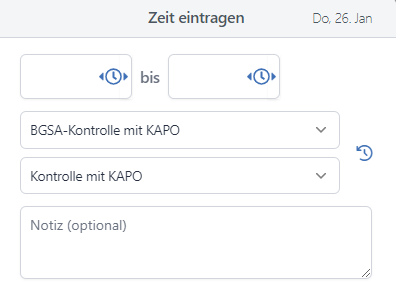 Zeit eintragen
Do, 26. Jan
bis
BGSA-Kontrolle mit KAPO
Kontrolle mit KAPO
Notiz (optional)